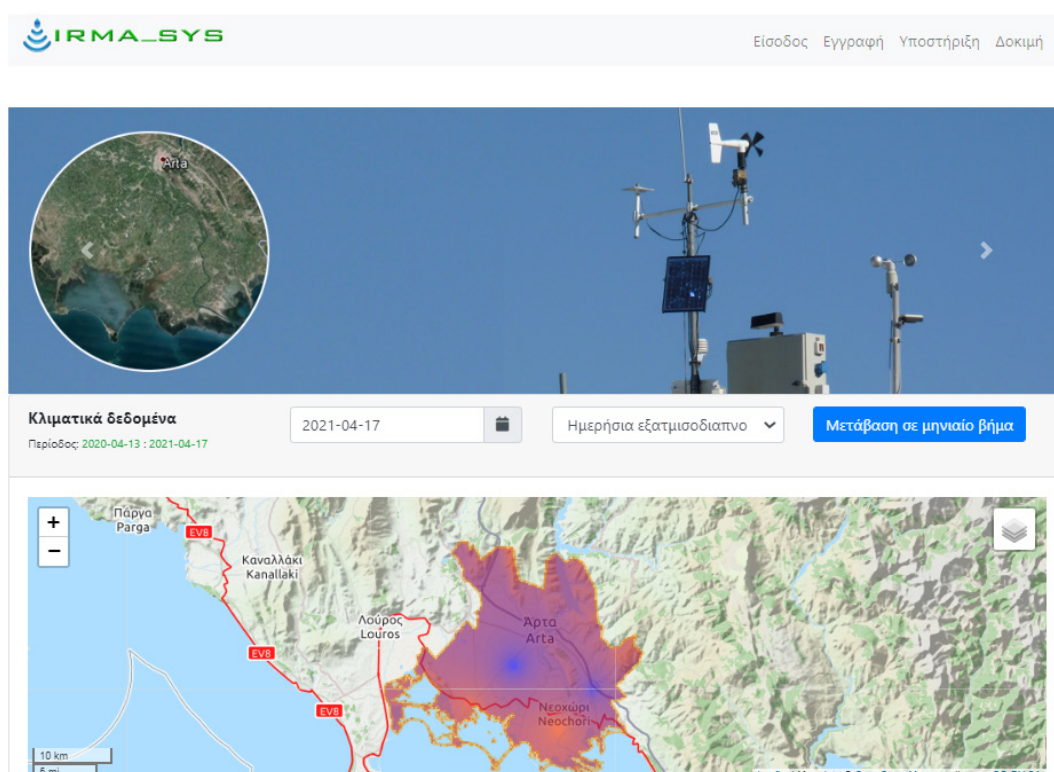 IRMA_SYS
Είσοδος Εγγραφή Υποστήριξη Δοκιμή
Arta
Κλιματικά δεδομένα
Περίοδος: 2020-04-13 : 2021-04-17
2021-04-17
Ημερήσια εξατμισοδιαπνο
Μετάβαση σε μηνιαίο βήμα
+
−
Πάργα
Parga
EV8
Καναλλάκι
Kanallaki
Λούρος
Louros
Άρτα
Arta
EV8
EV8
Νεοχώρι
Neochori
10 km
5 mi